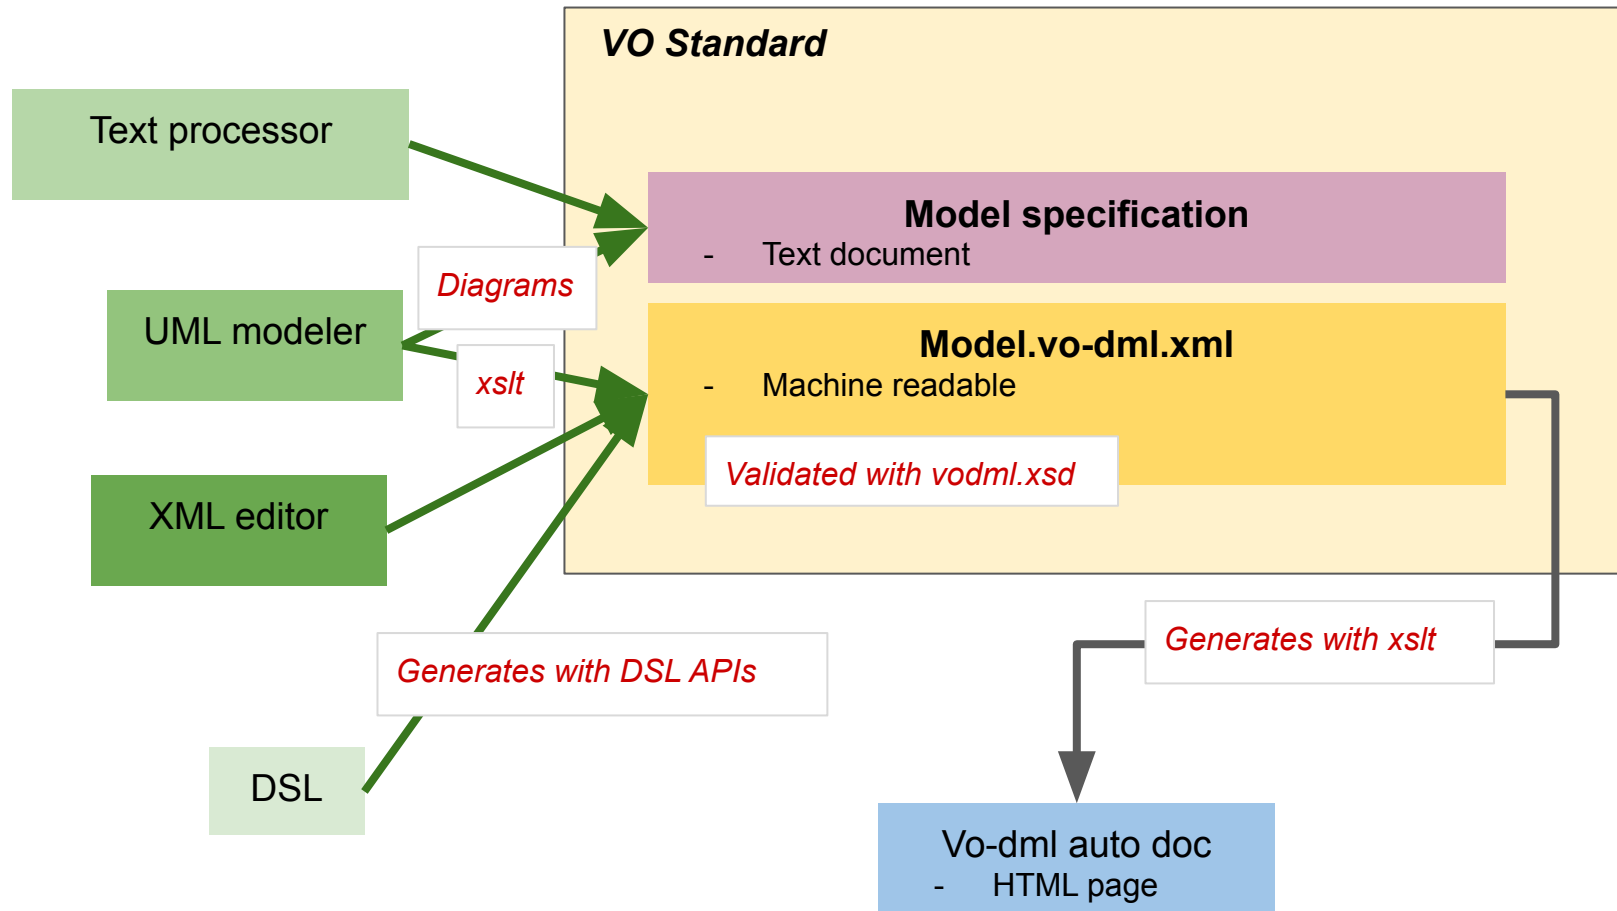 VO Standard
Text processor
Model specification
- Text document
Diagrams
UML modeler
Model.vo-dml.xml
xslt
- Machine readable
Validated with vodml.xsd
XML editor
Generates with xslt
Generates with DSL APIs
DSL
Vo-dml auto doc
- HTML page